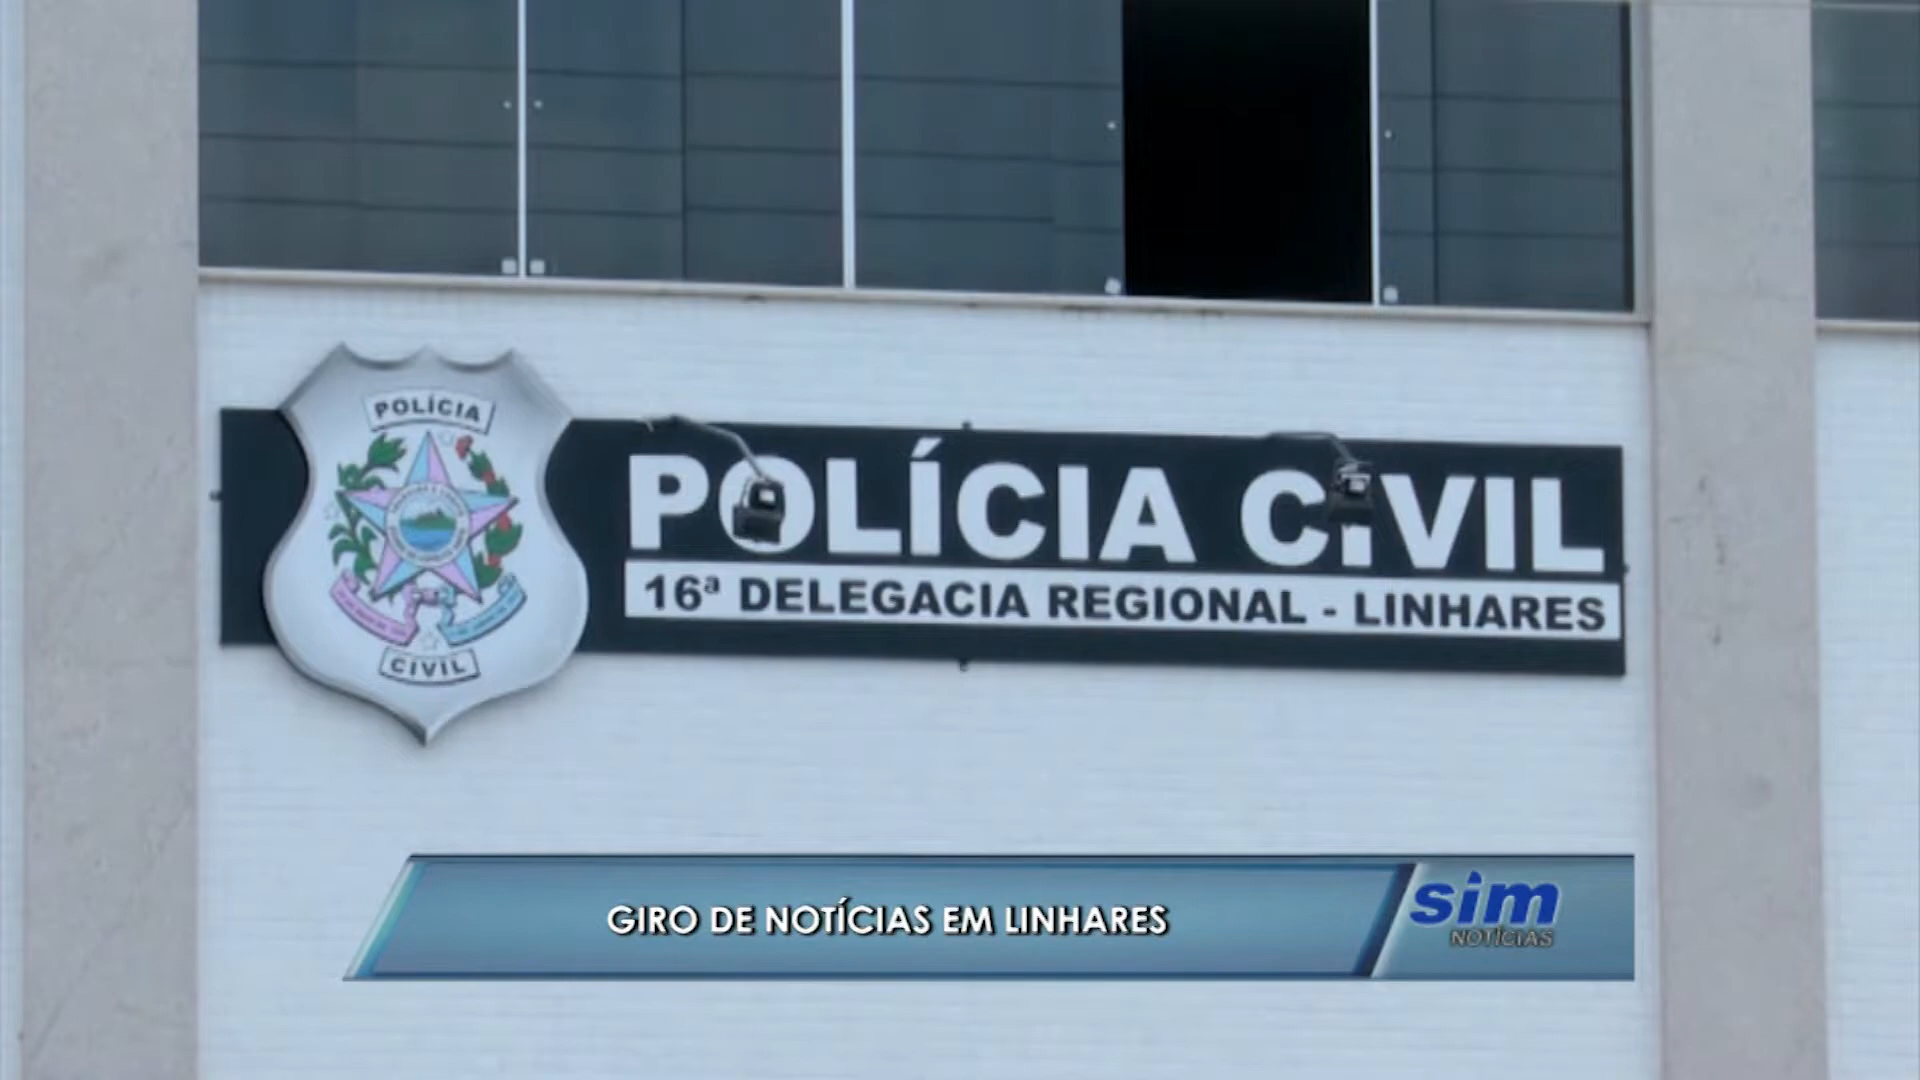 POLÍCIA
CIVIL
POLÍCIA CIVIL
16ª DELEGACIA REGIONAL - LINHARES
GIRO DE NOTÍCIAS EM LINHARES
sim
NOTÍCIAS